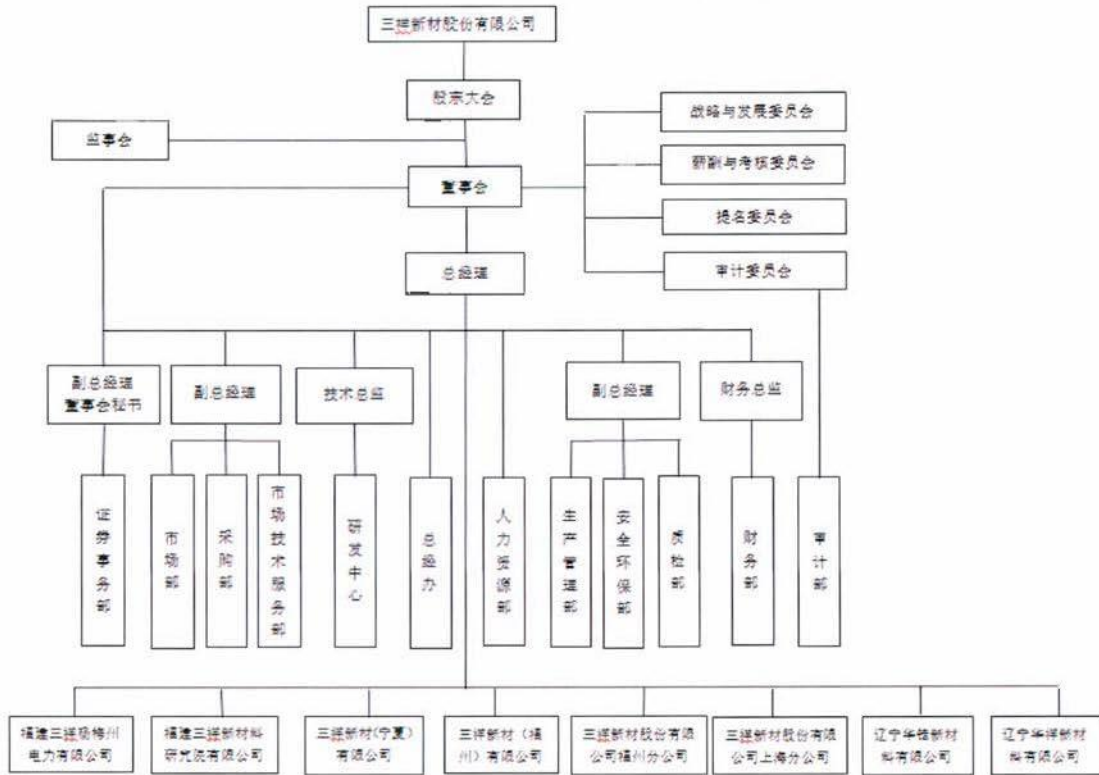 三祥新材股份有限公司
股东大会
监事会
董事会
总经理
战略与发展委员会
薪酬与考核委员会
提名委员会
审计委员会
副总经理
董事会秘书
副总经理
技术总监
副总经理
财务总监
证券事务部
市场部
采购部
市场技术服务部
研发中心
总经办
人力资源部
生产管理部
安全环保部
质检部
财务部
审计部
福建三祥杨梅州
电力有限公司
福建三祥新材料
研究院有限公司
三祥新材(宁夏)
有限公司
三祥新材（福
州）有限公司
三祥新材股份有限
公司福州分公司
三祥新材股份有限
公司上海分公司
辽宁华锆新材
料有限公司
辽宁华祥新材
料有限公司